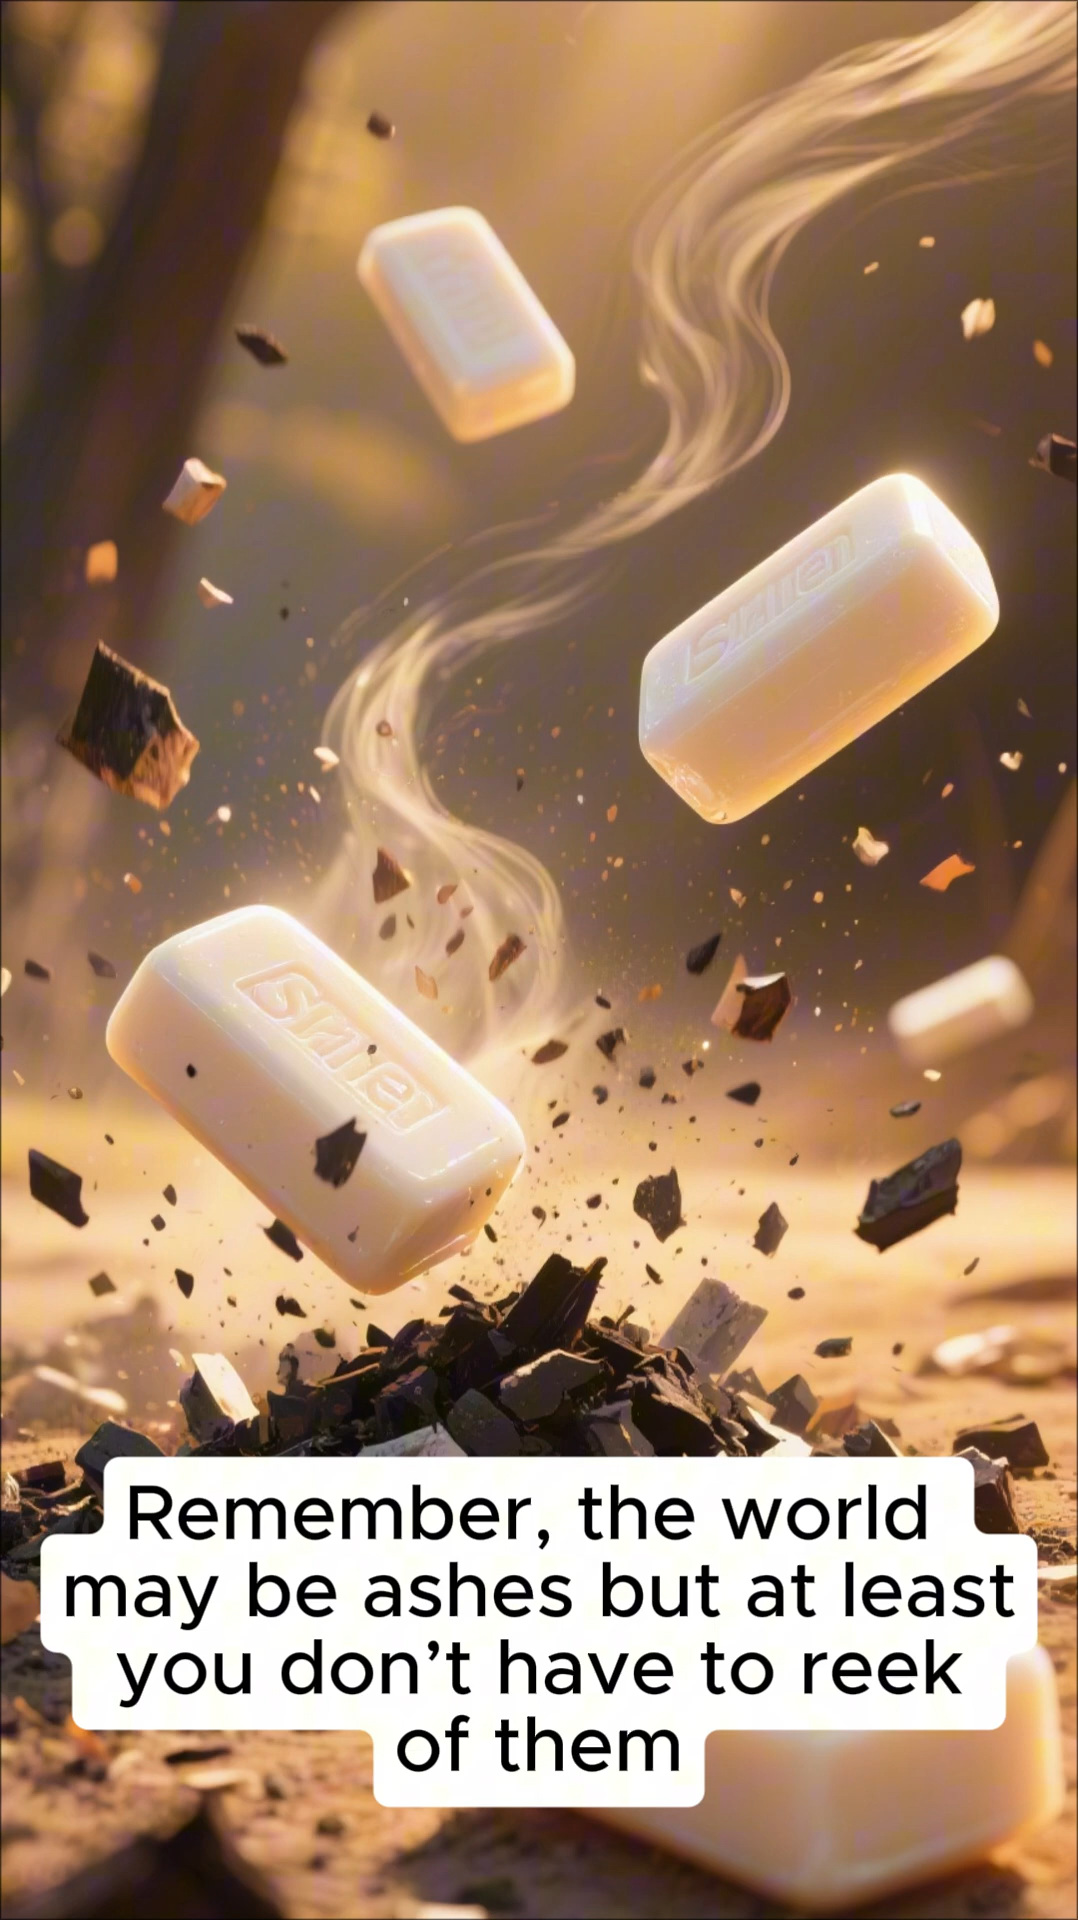 Remember, the world
may be ashes but at least
you don’t have to reek
of them